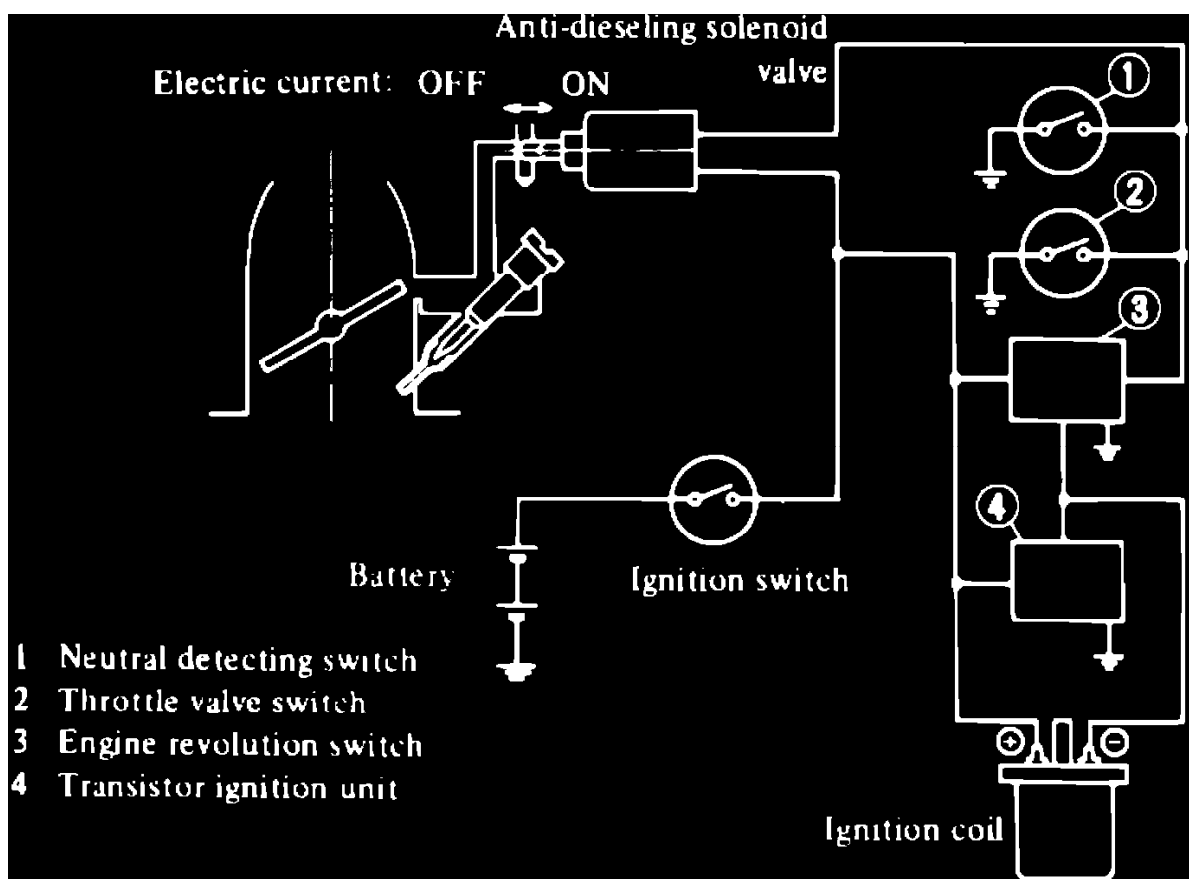 Anti-dieseling solenoid
valve
Electric current: OFF ON
1
2
3
4
Battery
Ignition switch
1 Neutral detecting switch
2 Throttle valve switch
3 Engine revolution switch
4 Transistor ignition unit
+ −
Ignition coil